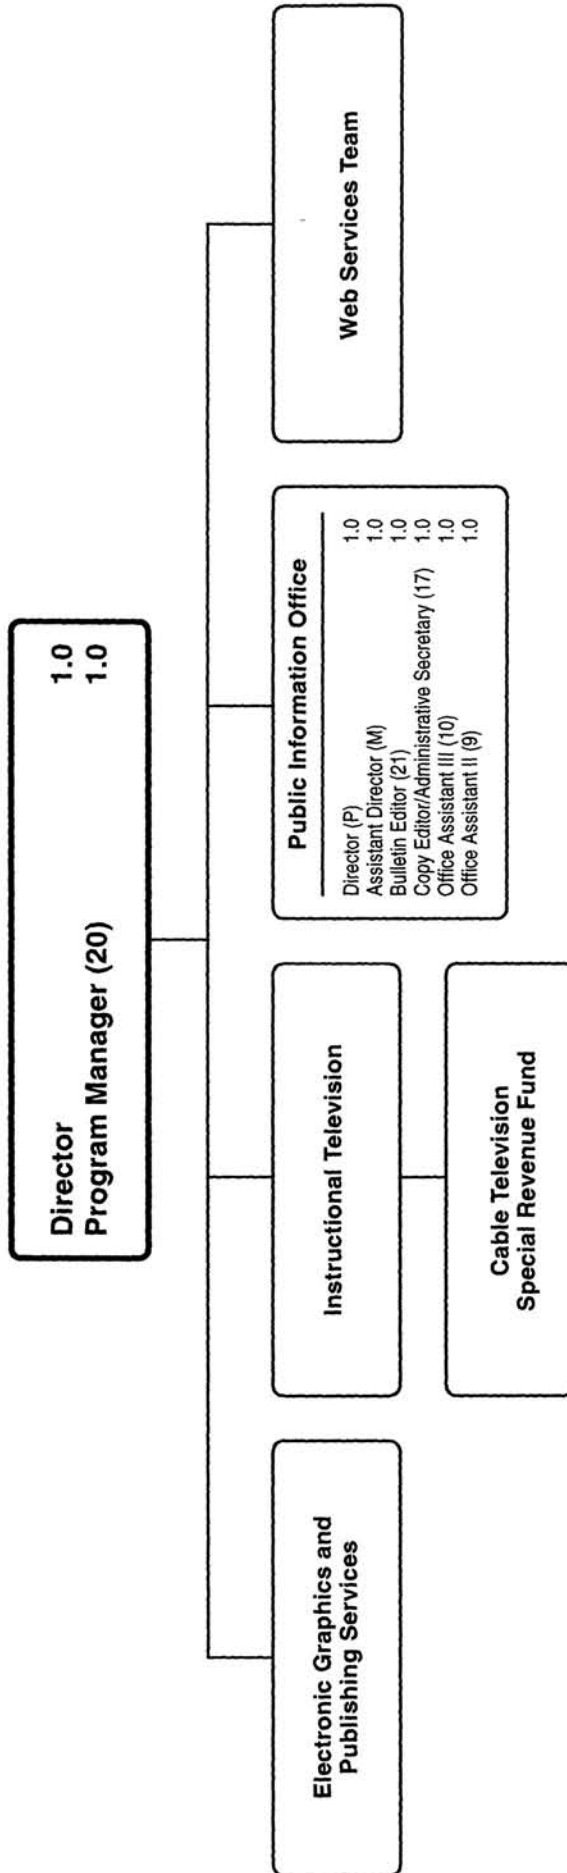 Director 1.0
Program Manager (20) 1.0
Electronic Graphics and
Publishing Services
Instructional Television
Cable Television
Special Revenue Fund
Public Information Office
Director (P) 1.0
Assistant Director (M) 1.0
Bulletin Editor (21) 1.0
Copy Editor/Administrative Secretary (17) 1.0
Office Assistant III (10) 1.0
Office Assistant II (9) 1.0
Web Services Team